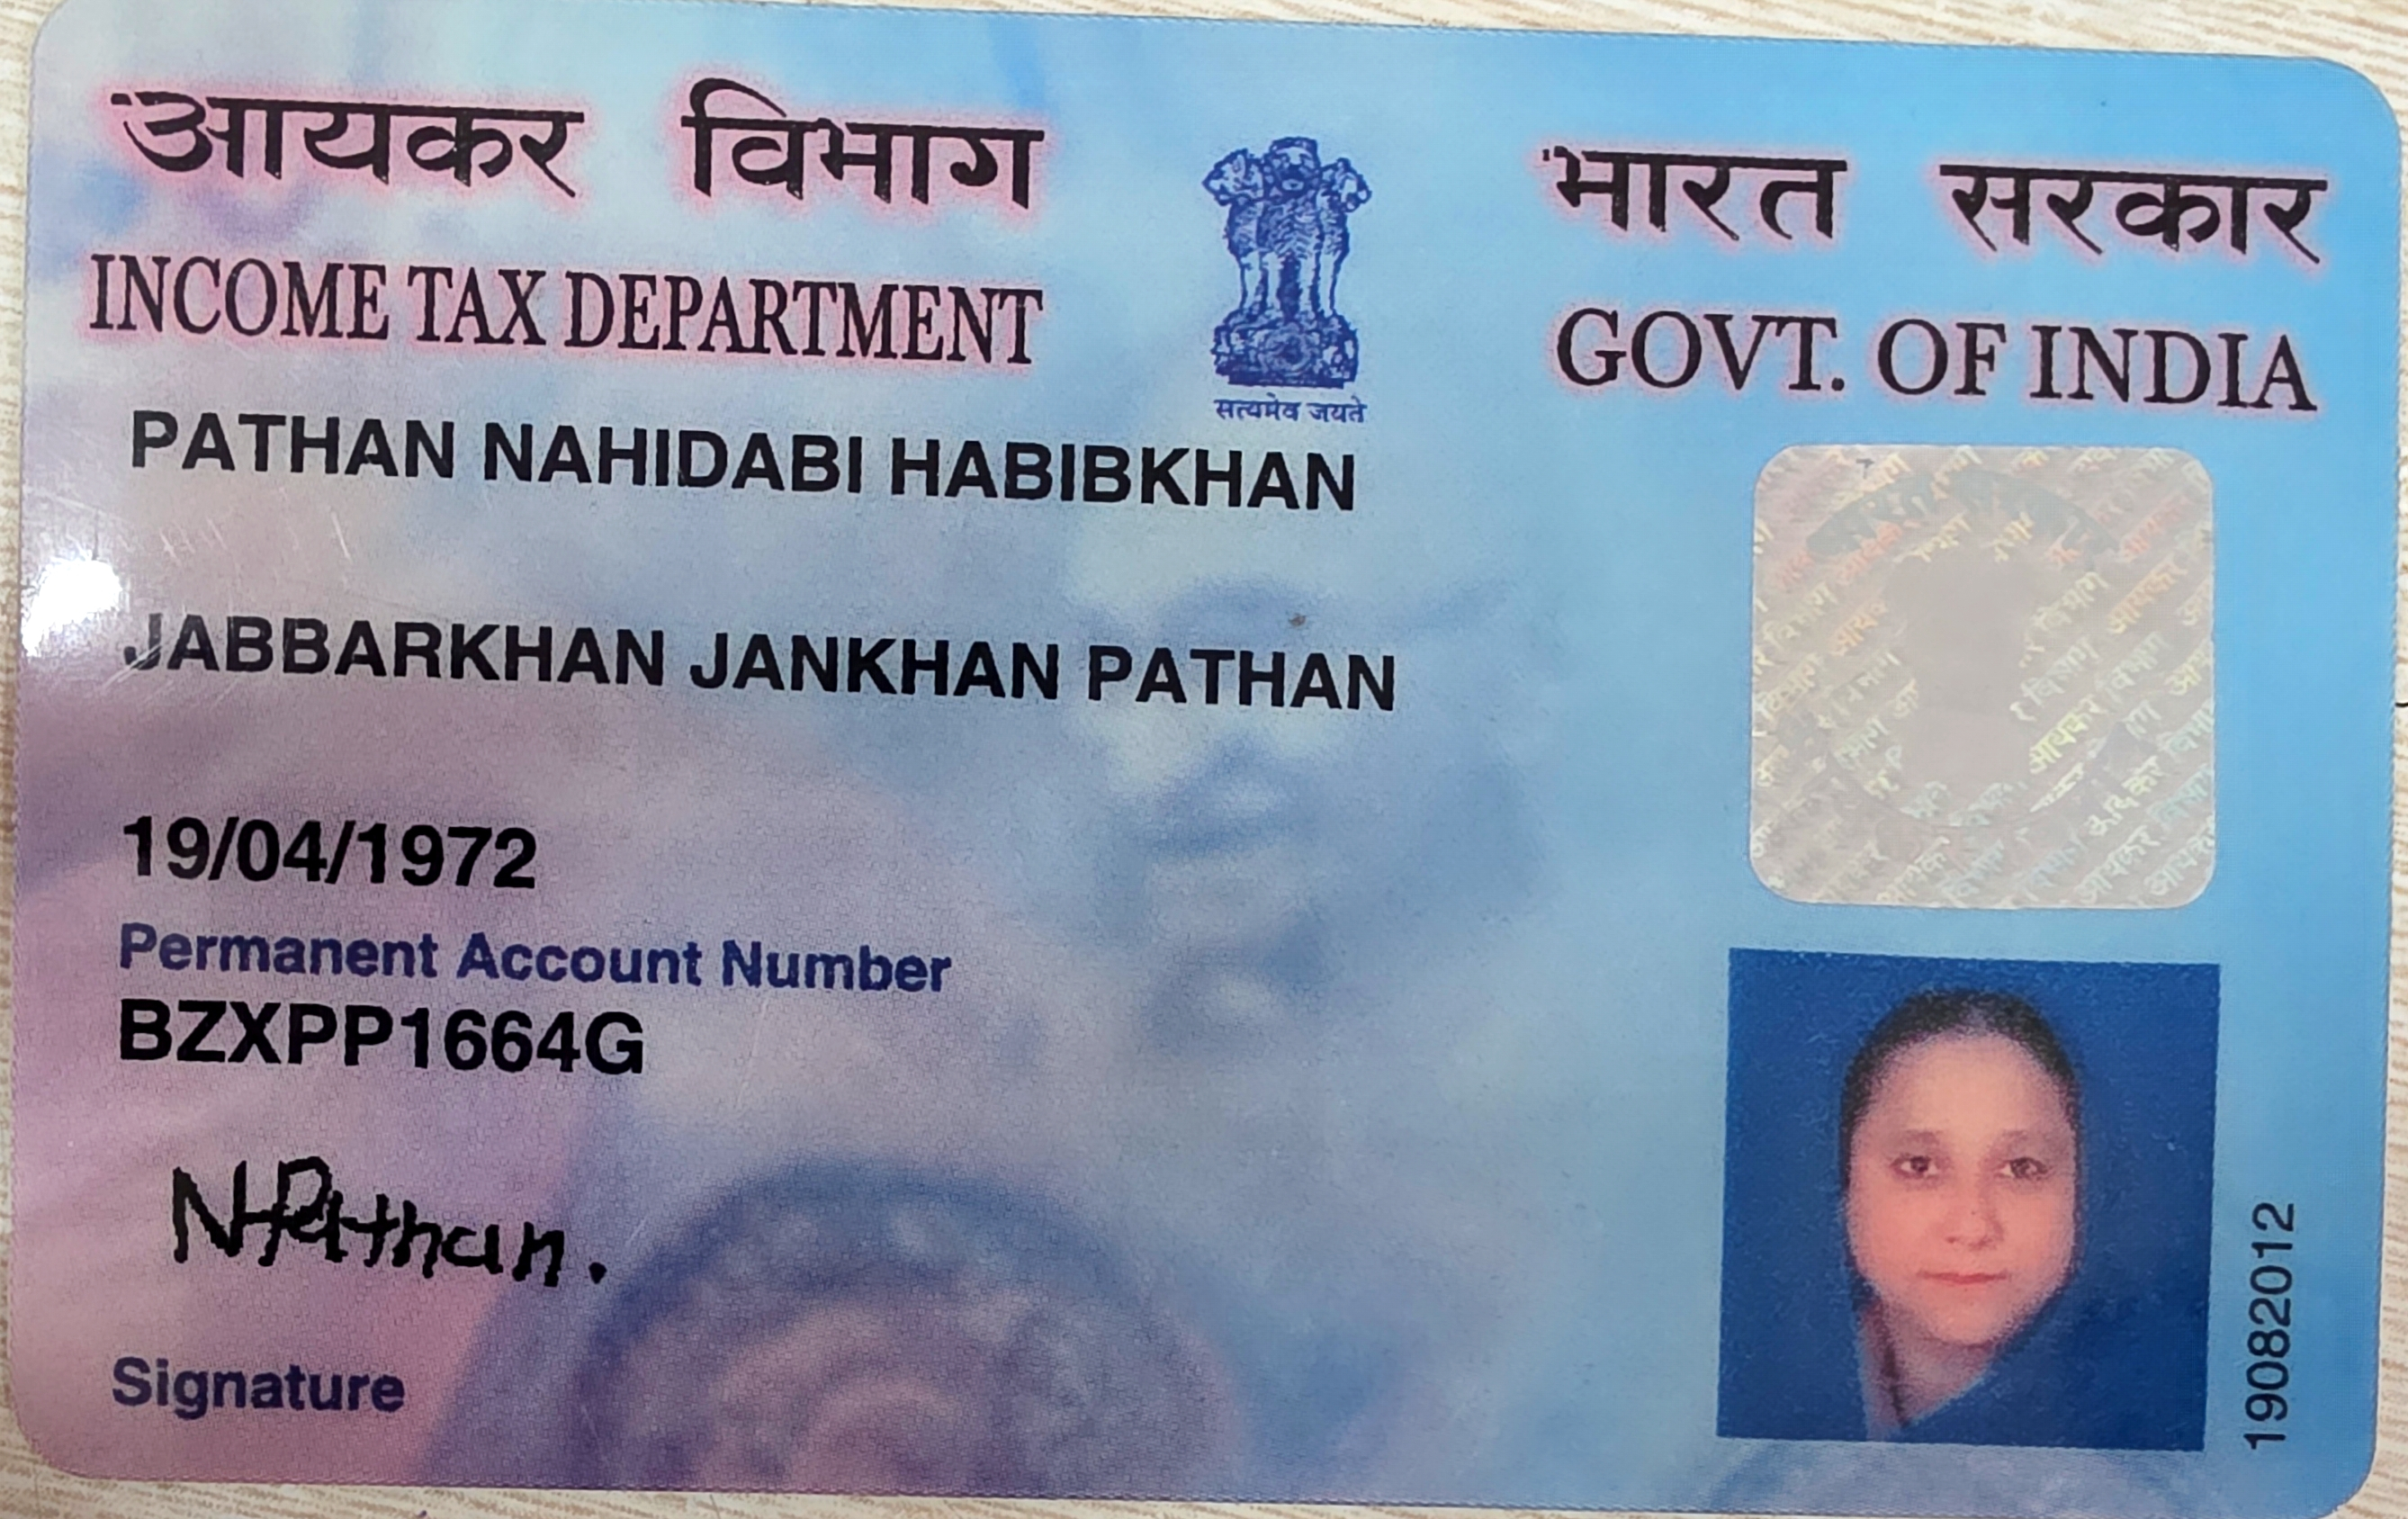 आयकर विभाग
INCOME TAX DEPARTMENT
सत्यमेव जयते
भारत सरकार
GOVT. OF INDIA
PATHAN NAHIDABI HABIBKHAN
JABBARKHAN JANKHAN PATHAN
19/04/1972
Permanent Account Number
BZXPP1664G
N.Pathan.
Signature
19082012